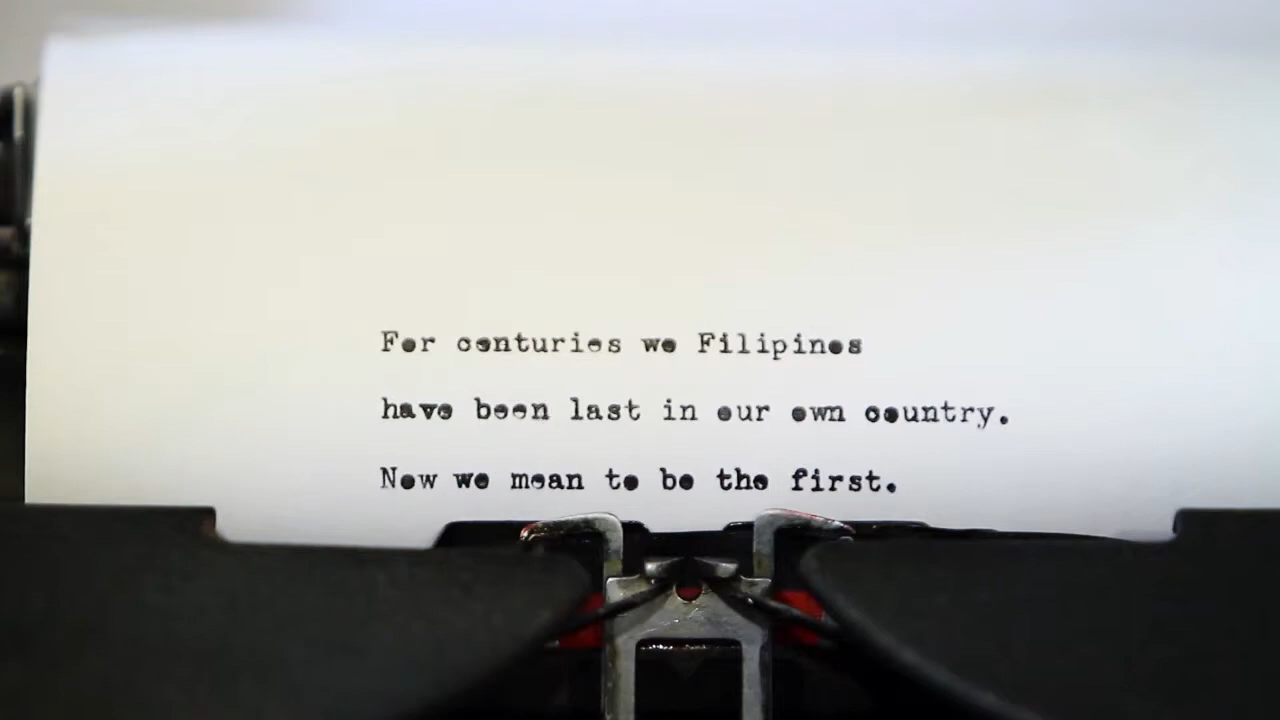 For centuries we Filipinos
have been last in our own country.
Now we mean to be the first.